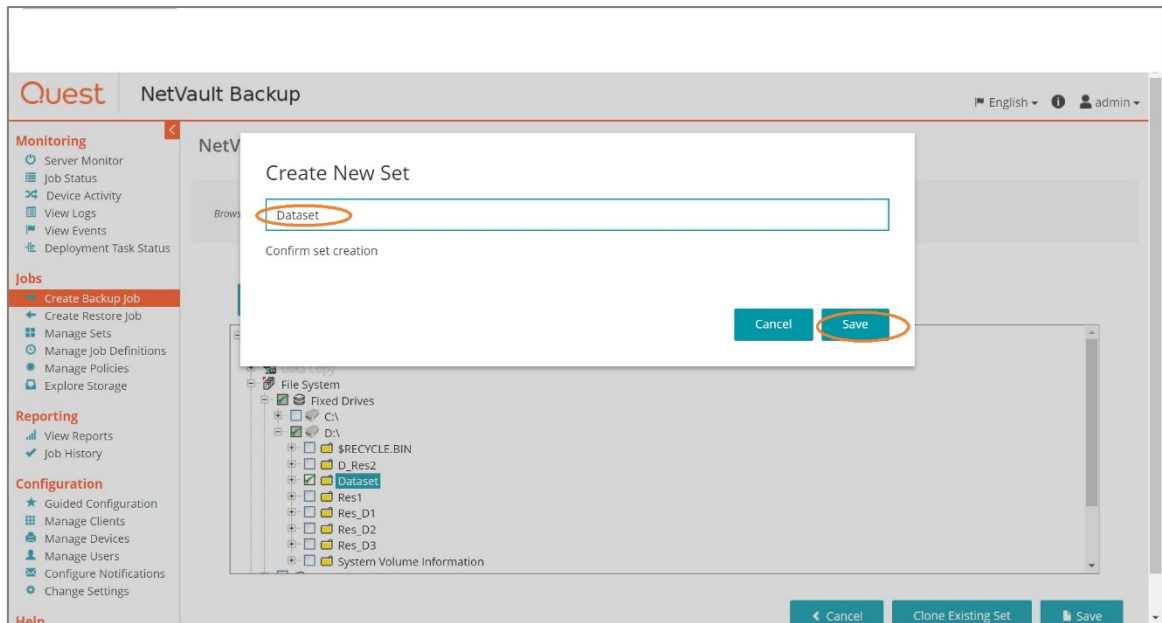 Quest NetVault Backup
English admin
Monitoring
Server Monitor
Job Status
Device Activity
View Logs
View Events
Deployment Task Status
Jobs
Create Backup Job
Create Restore Job
Manage Sets
Manage Job Definitions
Manage Policies
Explore Storage
Reporting
View Reports
Job History
Configuration
Guided Configuration
Manage Clients
Manage Devices
Manage Users
Configure Notifications
Change Settings
Help
NetV
Brows
Create New Set
Dataset
Confirm set creation
Cancel Save
Data Copy
File System
Fixed Drives
C:\
D:\
$RECYCLE.BIN
D_Res2
Dataset
Res1
Res_D1
Res_D2
Res_D3
System Volume Information
Cancel Clone Existing Set Save